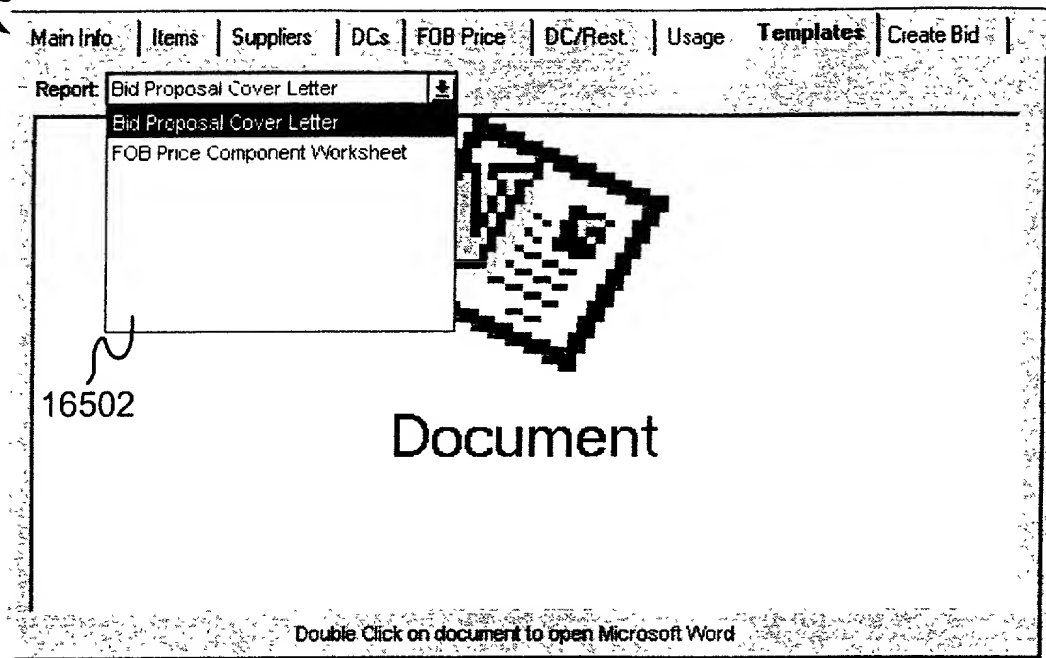 Main Info Items Suppliers DCs FOB Price DC/Rest. Usage Templates Create Bid
Report: Bid Proposal Cover Letter
Bid Proposal Cover Letter
FOB Price Component Worksheet
16502
Document
Double Click on document to open Microsoft Word